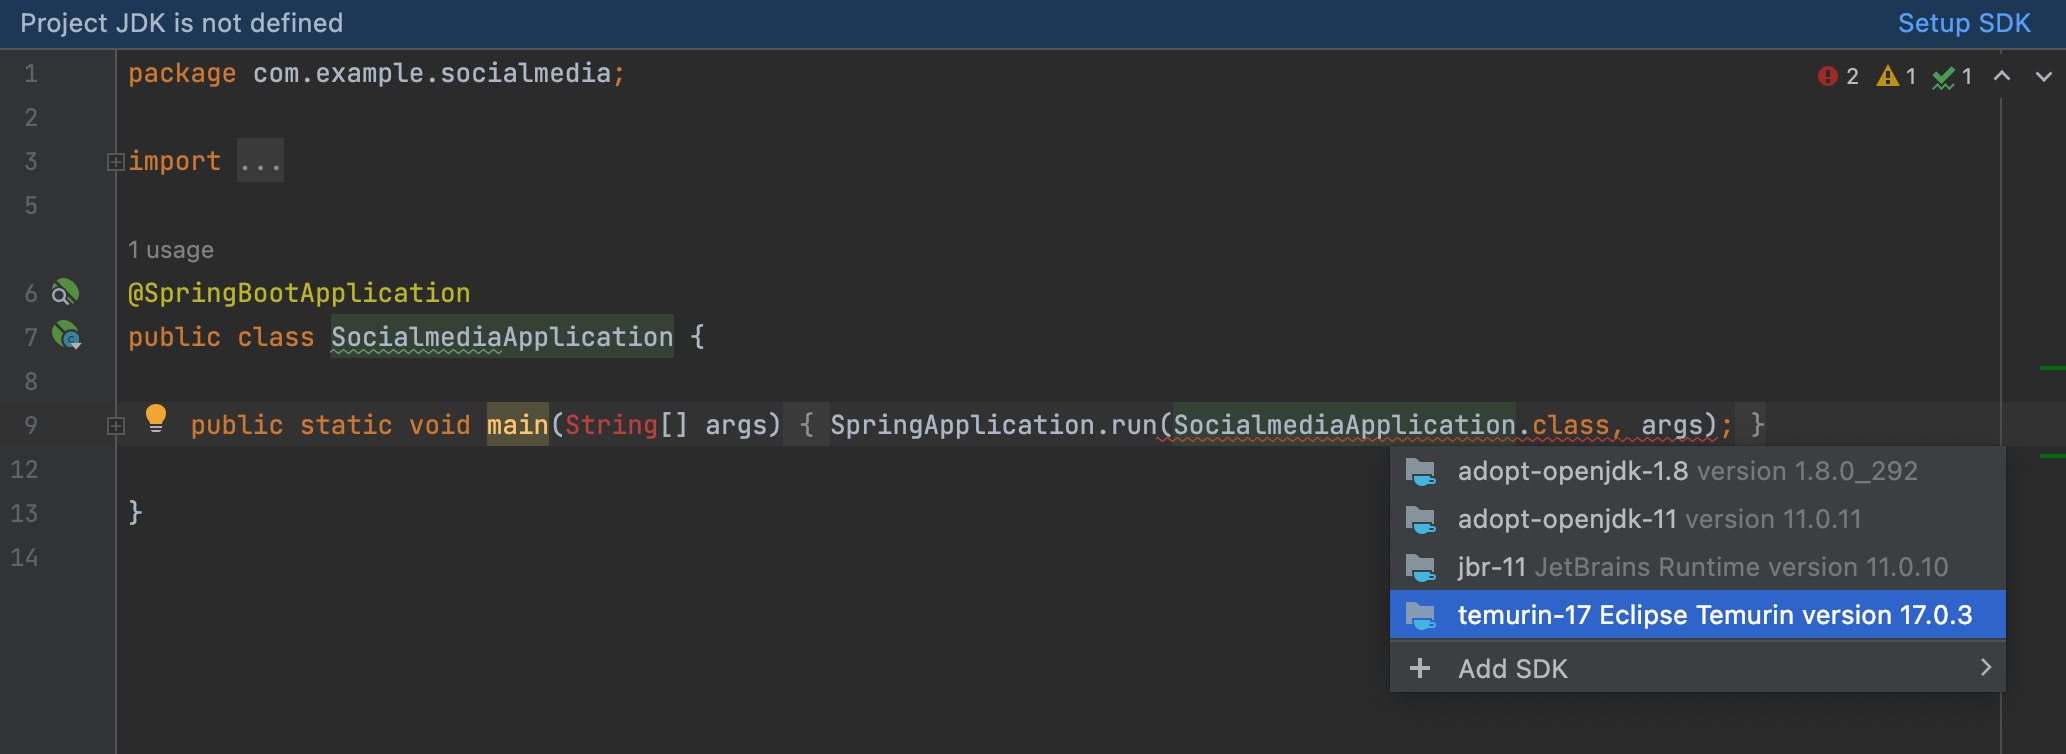 Project JDK is not defined Setup SDK
1 package com.example.socialmedia; 2 1 1
2
3 import ...
5
1 usage
6 @SpringBootApplication
7 public class SocialmediaApplication {
8
9 public static void main(String[] args) { SpringApplication.run(SocialmediaApplication.class, args); }
adopt-openjdk-1.8 version 1.8.0_292
12
adopt-openjdk-11 version 11.0.11
13 }
14
jbr-11 JetBrains Runtime version 11.0.10
temurin-17 Eclipse Temurin version 17.0.3
+ Add SDK